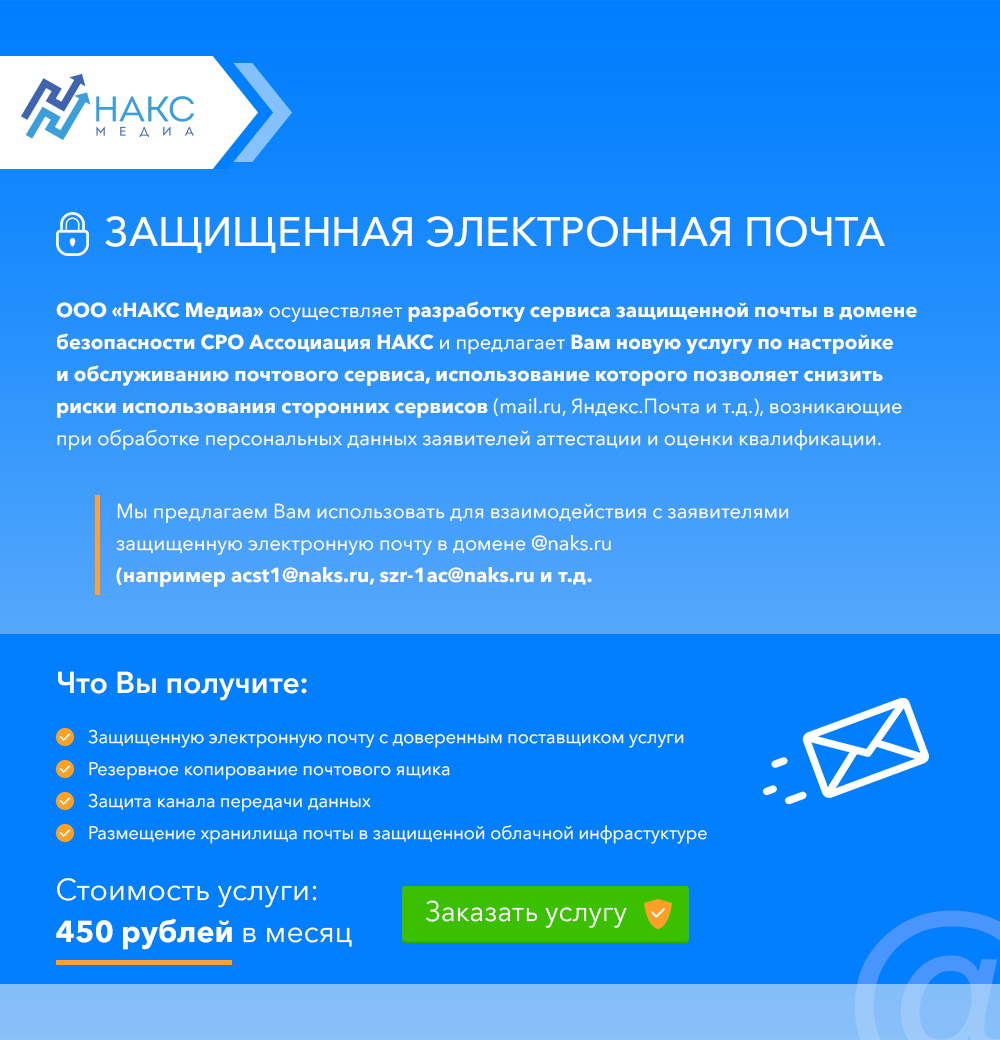 НАКС
МЕДИА
ЗАЩИЩЕННАЯ ЭЛЕКТРОННАЯ ПОЧТА
ООО «НАКС Медиа» осуществляет разработку сервиса защищенной почты в домене
безопасности СРО Ассоциация НАКС и предлагает Вам новую услугу по настройке
и обслуживанию почтового сервиса, использование которого позволяет снизить
риски использования сторонних сервисов (mail.ru, Яндекс.Почта и т.д.), возникающие
при обработке персональных данных заявителей аттестации и оценки квалификации.
Мы предлагаем Вам использовать для взаимодействия с заявителями
защищенную электронную почту в домене @naks.ru
(например acst1@naks.ru, szr-1ac@naks.ru и т.д.
Что Вы получите:
Защищенную электронную почту с доверенным поставщиком услуги
Резервное копирование почтового ящика
Защита канала передачи данных
Размещение хранилища почты в защищенной облачной инфрастуктуре
Стоимость услуги:
450 рублей в месяц
Заказать услугу
@